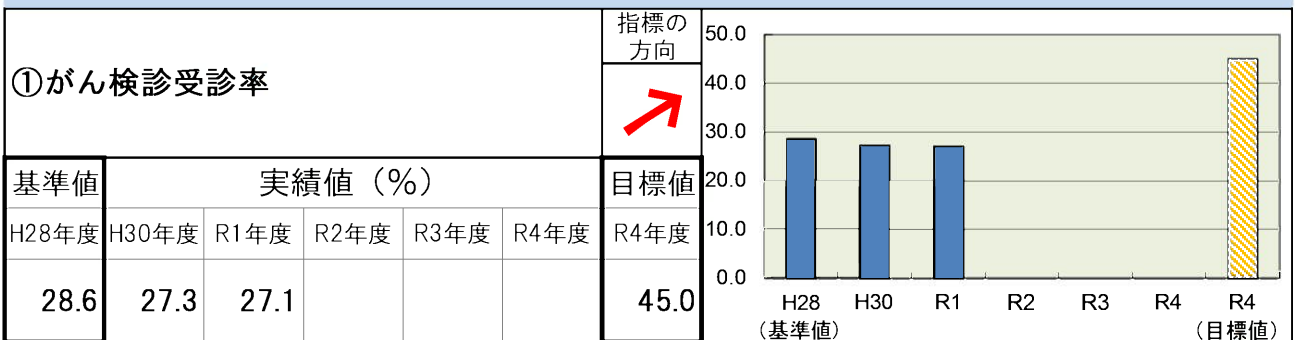 ①がん検診受診率
指標の
方向
基準値 実績値（%） 目標値
H28年度 H30年度 R1年度 R2年度 R3年度 R4年度 R4年度
28.6 27.3 27.1 45.0
50.0
40.0
30.0
20.0
10.0
0.0
H28 H30 R1 R2 R3 R4 R4
（基準値） （目標値）